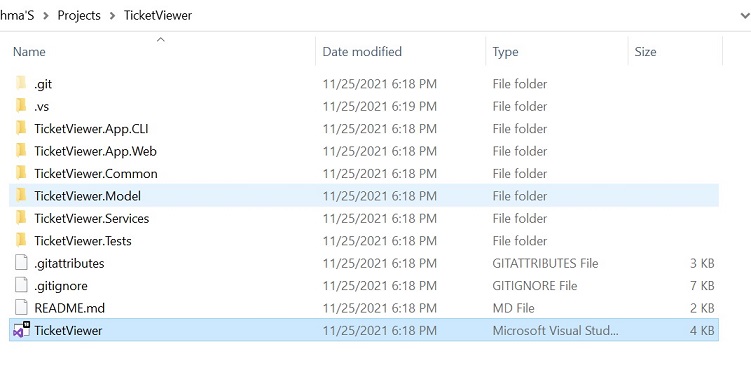 hma'S > Projects > TicketViewer
Name Date modified Type Size
.git 11/25/2021 6:18 PM File folder
.vs 11/25/2021 6:19 PM File folder
TicketViewer.App.CLI 11/25/2021 6:18 PM File folder
TicketViewer.App.Web 11/25/2021 6:18 PM File folder
TicketViewer.Common 11/25/2021 6:18 PM File folder
TicketViewer.Model 11/25/2021 6:18 PM File folder
TicketViewer.Services 11/25/2021 6:18 PM File folder
TicketViewer.Tests 11/25/2021 6:18 PM File folder
.gitattributes 11/25/2021 6:18 PM GITATTRIBUTES File 3 KB
.gitignore 11/25/2021 6:18 PM GITIGNORE File 7 KB
README.md 11/25/2021 6:18 PM MD File 2 KB
TicketViewer 11/25/2021 6:18 PM Microsoft Visual Stud... 4 KB